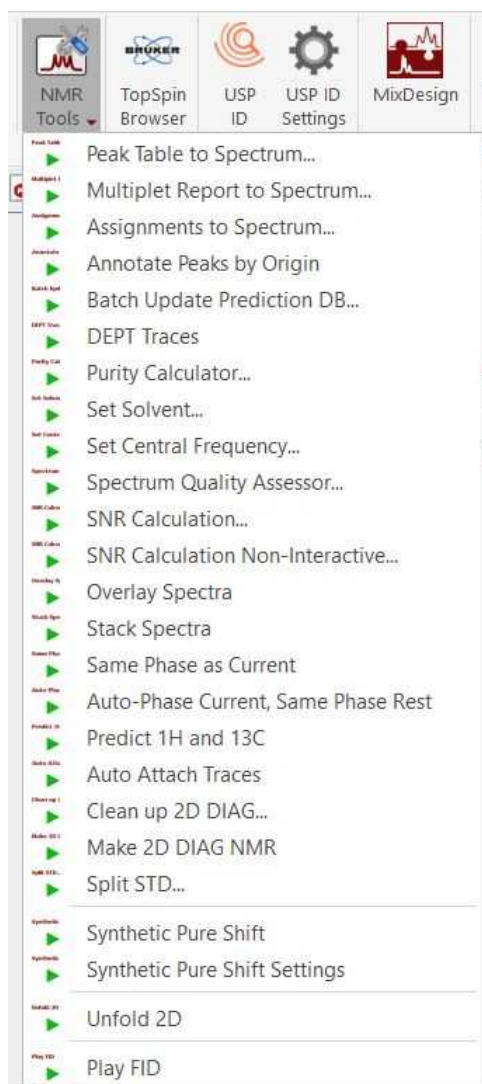 BRUKER
NMR Tools
TopSpin Browser
USP ID
USP ID Settings
MixDesign
Peak Table to Spectrum...
Multiplet Report to Spectrum...
Assignments to Spectrum...
Annotate Peaks by Origin
Batch Update Prediction DB...
DEPT Traces
Purity Calculator...
Set Solvent...
Set Central Frequency...
Spectrum Quality Assessor...
SNR Calculation...
SNR Calculation Non-Interactive...
Overlay Spectra
Stack Spectra
Same Phase as Current
Auto-Phase Current, Same Phase Rest
Predict 1H and 13C
Auto Attach Traces
Clean up 2D DIAG...
Make 2D DIAG NMR
Split STD...
Synthetic Pure Shift
Synthetic Pure Shift Settings
Unfold 2D
Play FID